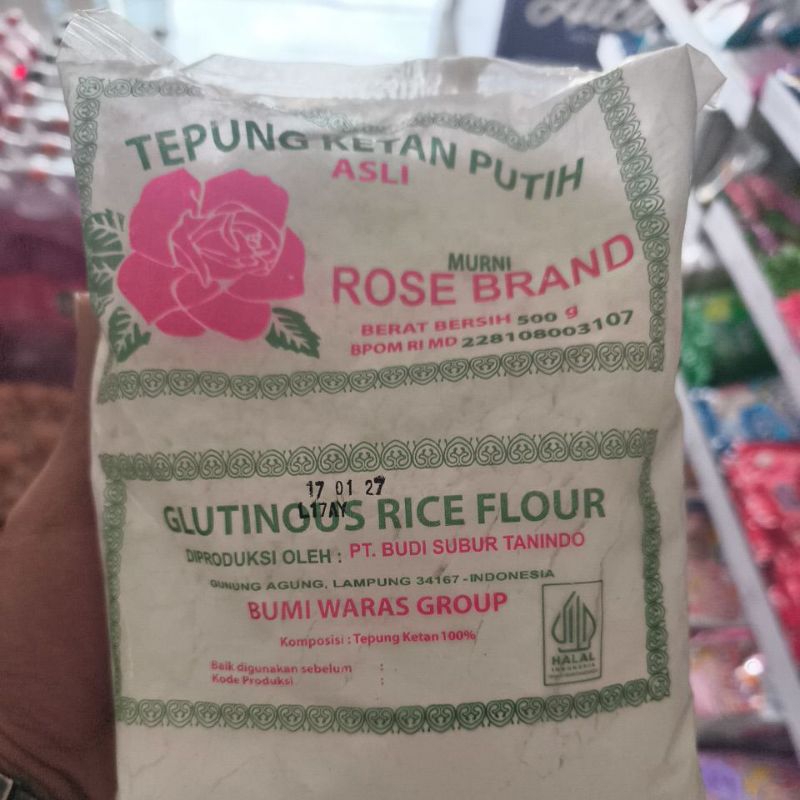 TEPUNG KETAN PUTIH
ASLI
MURNI
ROSE BRAND
BERAT BERSIH 500 g
BPOM RI MD 228108003107
17 01 27
L17AY
GLUTINOUS RICE FLOUR
DIPRODUKSI OLEH : PT. BUDI SUBUR TANINDO
GUNUNG AGUNG, LAMPUNG 34167 - INDONESIA
BUMI WARAS GROUP
Komposisi : Tepung Ketan 100%
HALAL
INDONESIA
Baik digunakan sebelum :
Kode Produksi :